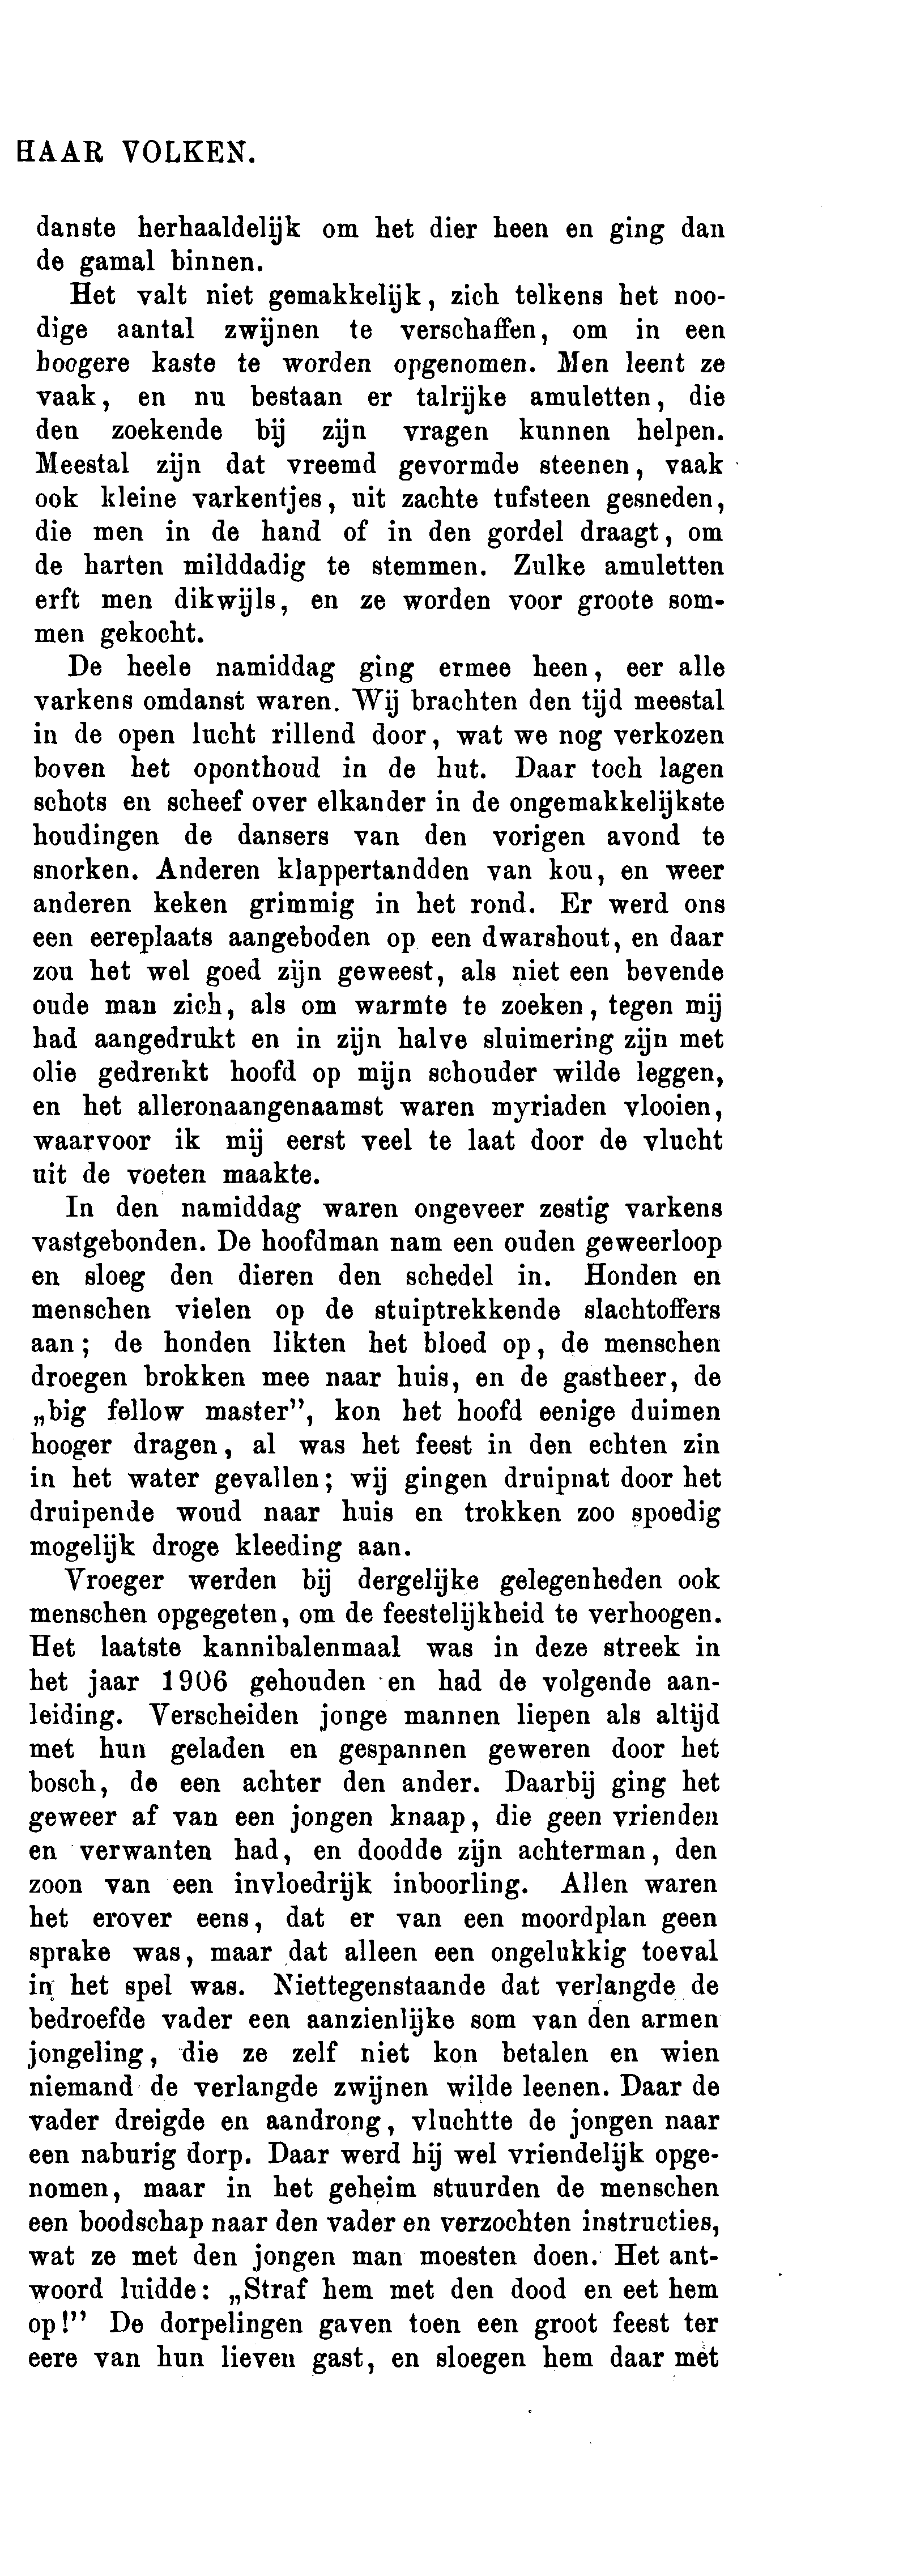 HAAR VOLKEN.
danste herhaaldelijk om het dier heen en ging dan
de gamal binnen.
Het valt niet gemakkelijk, zich telkens het noo-
dige aantal zwijnen te verschaffen, om in een
hoogere kaste te worden opgenomen. Men leent ze
vaak, en nu bestaan er talrijke amuletten, die
den zoekende bij zijn vragen kunnen helpen.
Meestal zijn dat vreemd gevormde steenen, vaak
ook kleine varkentjes, uit zachte tufsteen gesneden,
die men in de hand of in den gordel draagt, om
de harten milddadig te stemmen. Zulke amuletten
erft men dikwijls, en ze worden voor groote som-
men gekocht.
De heele namiddag ging ermee heen, eer alle
varkens omdanst waren. Wij brachten den tijd meestal
in de open lucht rillend door, wat we nog verkozen
boven het oponthoud in de hut. Daar toch lagen
schots en scheef over elkander in de ongemakkelijkste
houdingen de dansers van den vorigen avond te
snorken. Anderen klappertandden van kou, en weer
anderen keken grimmig in het rond. Er werd ons
een eereplaats aangeboden op een dwarshout, en daar
zou het wel goed zijn geweest, als niet een bevende
oude man zich, als om warmte te zoeken, tegen mij
had aangedrukt en in zijn halve sluimering zijn met
olie gedrenkt hoofd op mijn schouder wilde leggen,
en het alleronaangenaamst waren myriaden vlooien,
waarvoor ik mij eerst veel te laat door de vlucht
uit de voeten maakte.
In den namiddag waren ongeveer zestig varkens
vastgebonden. De hoofdman nam een ouden geweerloop
en sloeg den dieren den schedel in. Honden en
menschen vielen op de stuiptrekkende slachtoffers
aan; de honden likten het bloed op, de menschen
droegen brokken mee naar huis, en de gastheer, de
„big fellow master”, kon het hoofd eenige duimen
hooger dragen, al was het feest in den echten zin
in het water gevallen; wij gingen druipnat door het
druipende woud naar huis en trokken zoo spoedig
mogelijk droge kleeding aan.
Vroeger werden bij dergelijke gelegenheden ook
menschen opgegeten, om de feestelijkheid te verhoogen.
Het laatste kannibalenmaal was in deze streek in
het jaar 1906 gehouden en had de volgende aan-
leiding. Verscheiden jonge mannen liepen als altijd
met hun geladen en gespannen geweren door het
bosch, de een achter den ander. Daarbij ging het
geweer af van een jongen knaap, die geen vrienden
en verwanten had, en doodde zijn achterman, den
zoon van een invloedrijk inboorling. Allen waren
het erover eens, dat er van een moordplan geen
sprake was, maar dat alleen een ongelukkig toeval
in het spel was. Niettegenstaande dat verlangde de
bedroefde vader een aanzienlijke som van den armen
jongeling, die ze zelf niet kon betalen en wien
niemand de verlangde zwijnen wilde leenen. Daar de
vader dreigde en aandrong, vluchtte de jongen naar
een naburig dorp. Daar werd hij wel vriendelijk opge-
nomen, maar in het geheim stuurden de menschen
een boodschap naar den vader en verzochten instructies,
wat ze met den jongen man moesten doen. Het ant-
woord luidde: „Straf hem met den dood en eet hem
op!” De dorpelingen gaven toen een groot feest ter
eere van hun lieven gast, en sloegen hem daar met